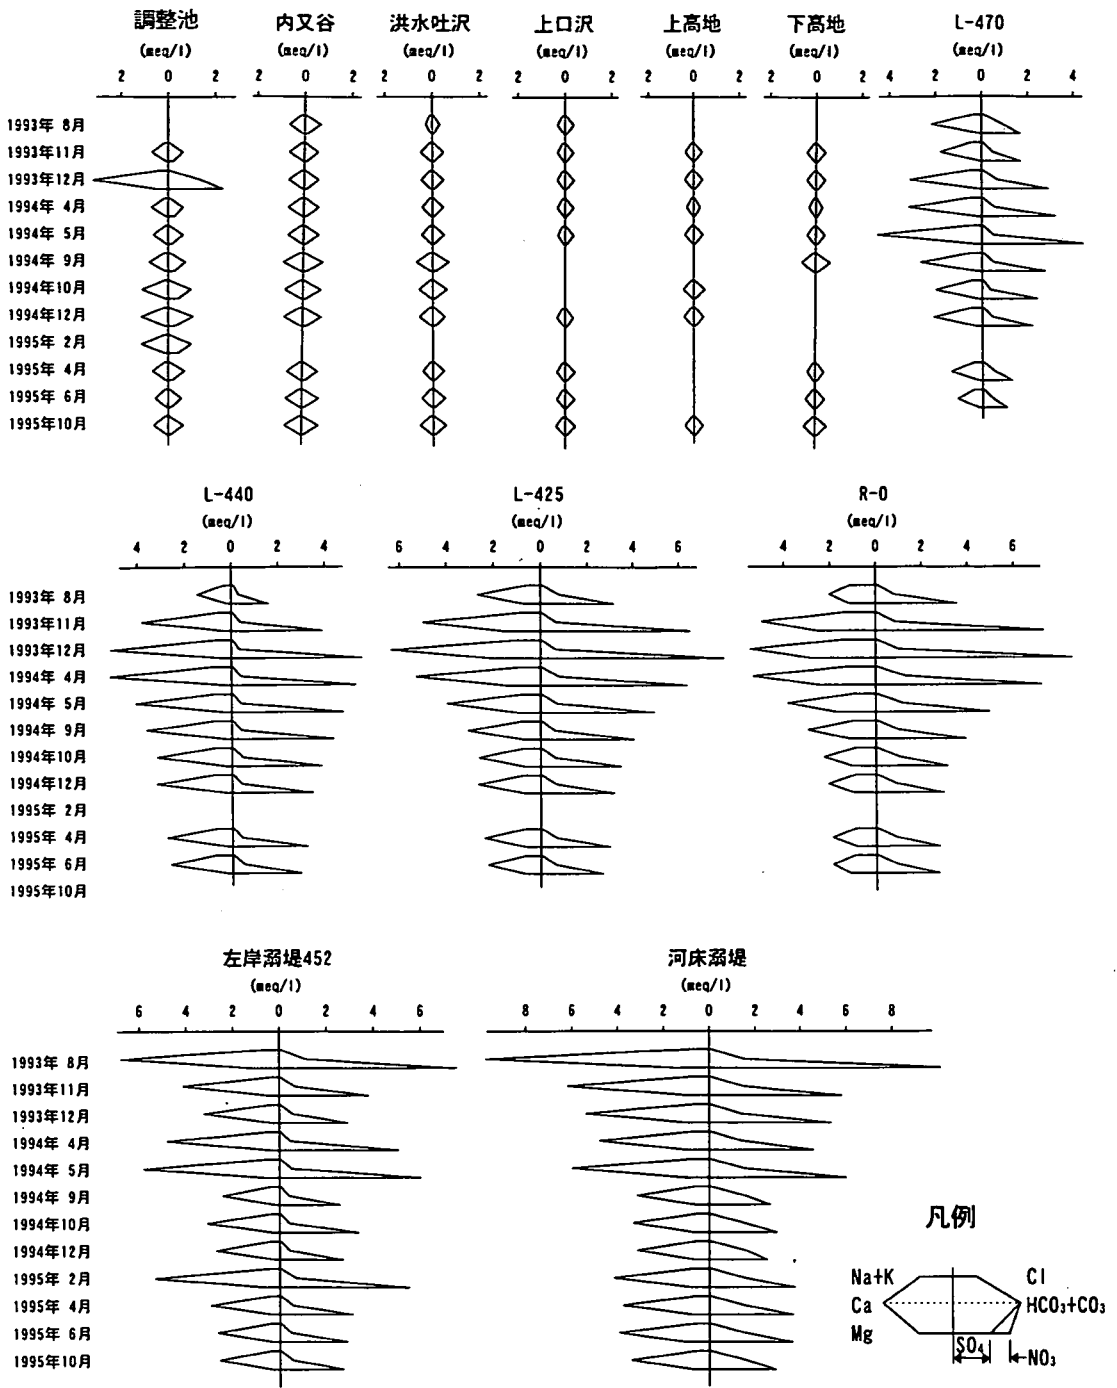 調整池 内又谷 洪水吐沢 上口沢 上高地 下高地 L-470
(meq/l) (meq/l) (meq/l) (meq/l) (meq/l) (meq/l) (meq/l)
2 0 2 2 0 2 2 0 2 2 0 2 2 0 2 2 0 2 4 2 0 2 4
1993年 8月
1993年11月
1993年12月
1994年 4月
1994年 5月
1994年 9月
1994年10月
1994年12月
1995年 2月
1995年 4月
1995年 6月
1995年10月
L-440 L-425 R-0
(meq/l) (meq/l) (meq/l)
4 2 0 2 4 6 4 2 0 2 4 6 4 2 0 2 4 6
1993年 8月
1993年11月
1993年12月
1994年 4月
1994年 5月
1994年 9月
1994年10月
1994年12月
1995年 2月
1995年 4月
1995年 6月
1995年10月
左岸漏堤452 河床漏堤
(meq/l) (meq/l)
6 4 2 0 2 4 6 8 6 4 2 0 2 4 6 8
1993年 8月
1993年11月
1993年12月
1994年 4月
1994年 5月
1994年 9月
1994年10月
1994年12月
1995年 2月
1995年 4月
1995年 6月
1995年10月
凡例
Na+K Cl
Ca HCO₃+CO₃
Mg SO₄ NO₃